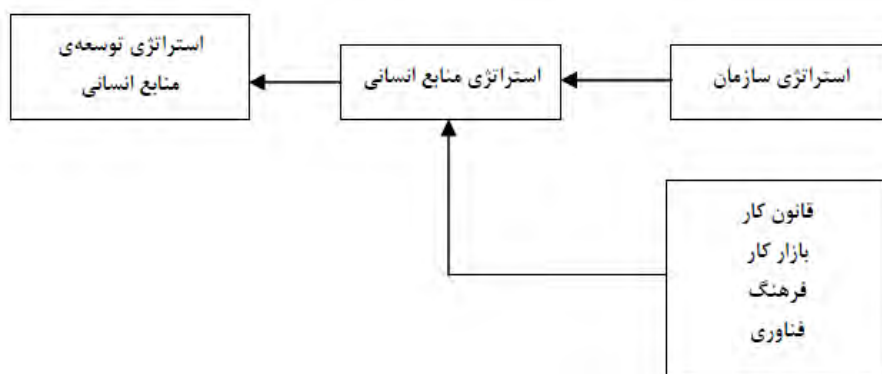 استراتژی سازمان
استراتژی منابع انسانی
استراتژی توسعه‌ی
منابع انسانی
قانون کار
بازار کار
فرهنگ
فناوری